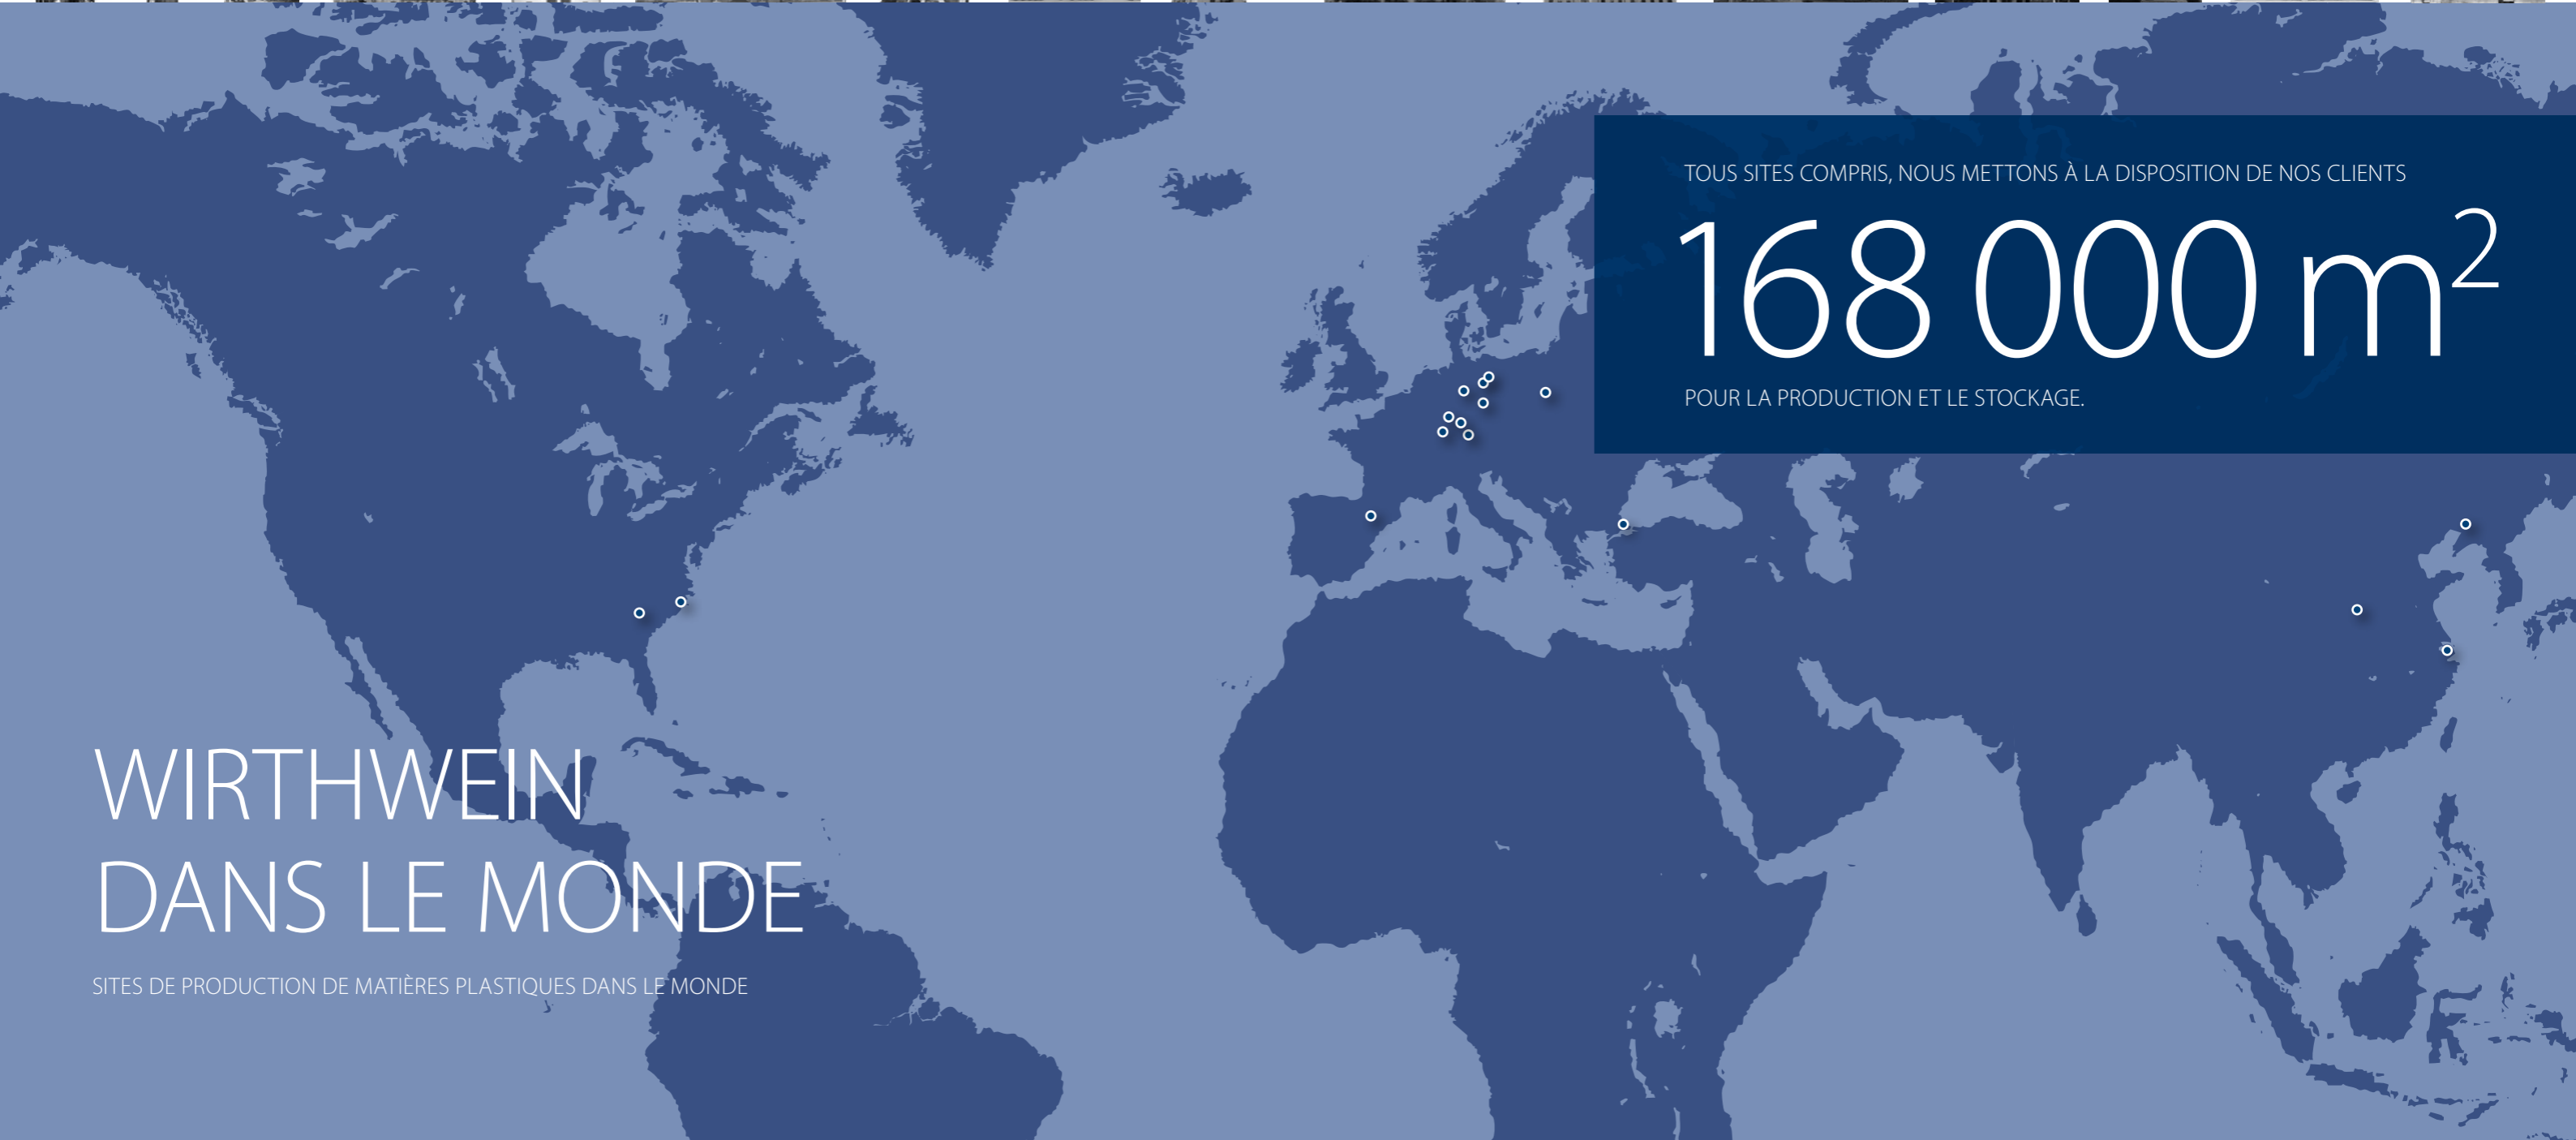 TOUS SITES COMPRIS, NOUS METTONS À LA DISPOSITION DE NOS CLIENTS
168 000 m²
POUR LA PRODUCTION ET LE STOCKAGE.
WIRTHWEIN
DANS LE MONDE
SITES DE PRODUCTION DE MATIÈRES PLASTIQUES DANS LE MONDE